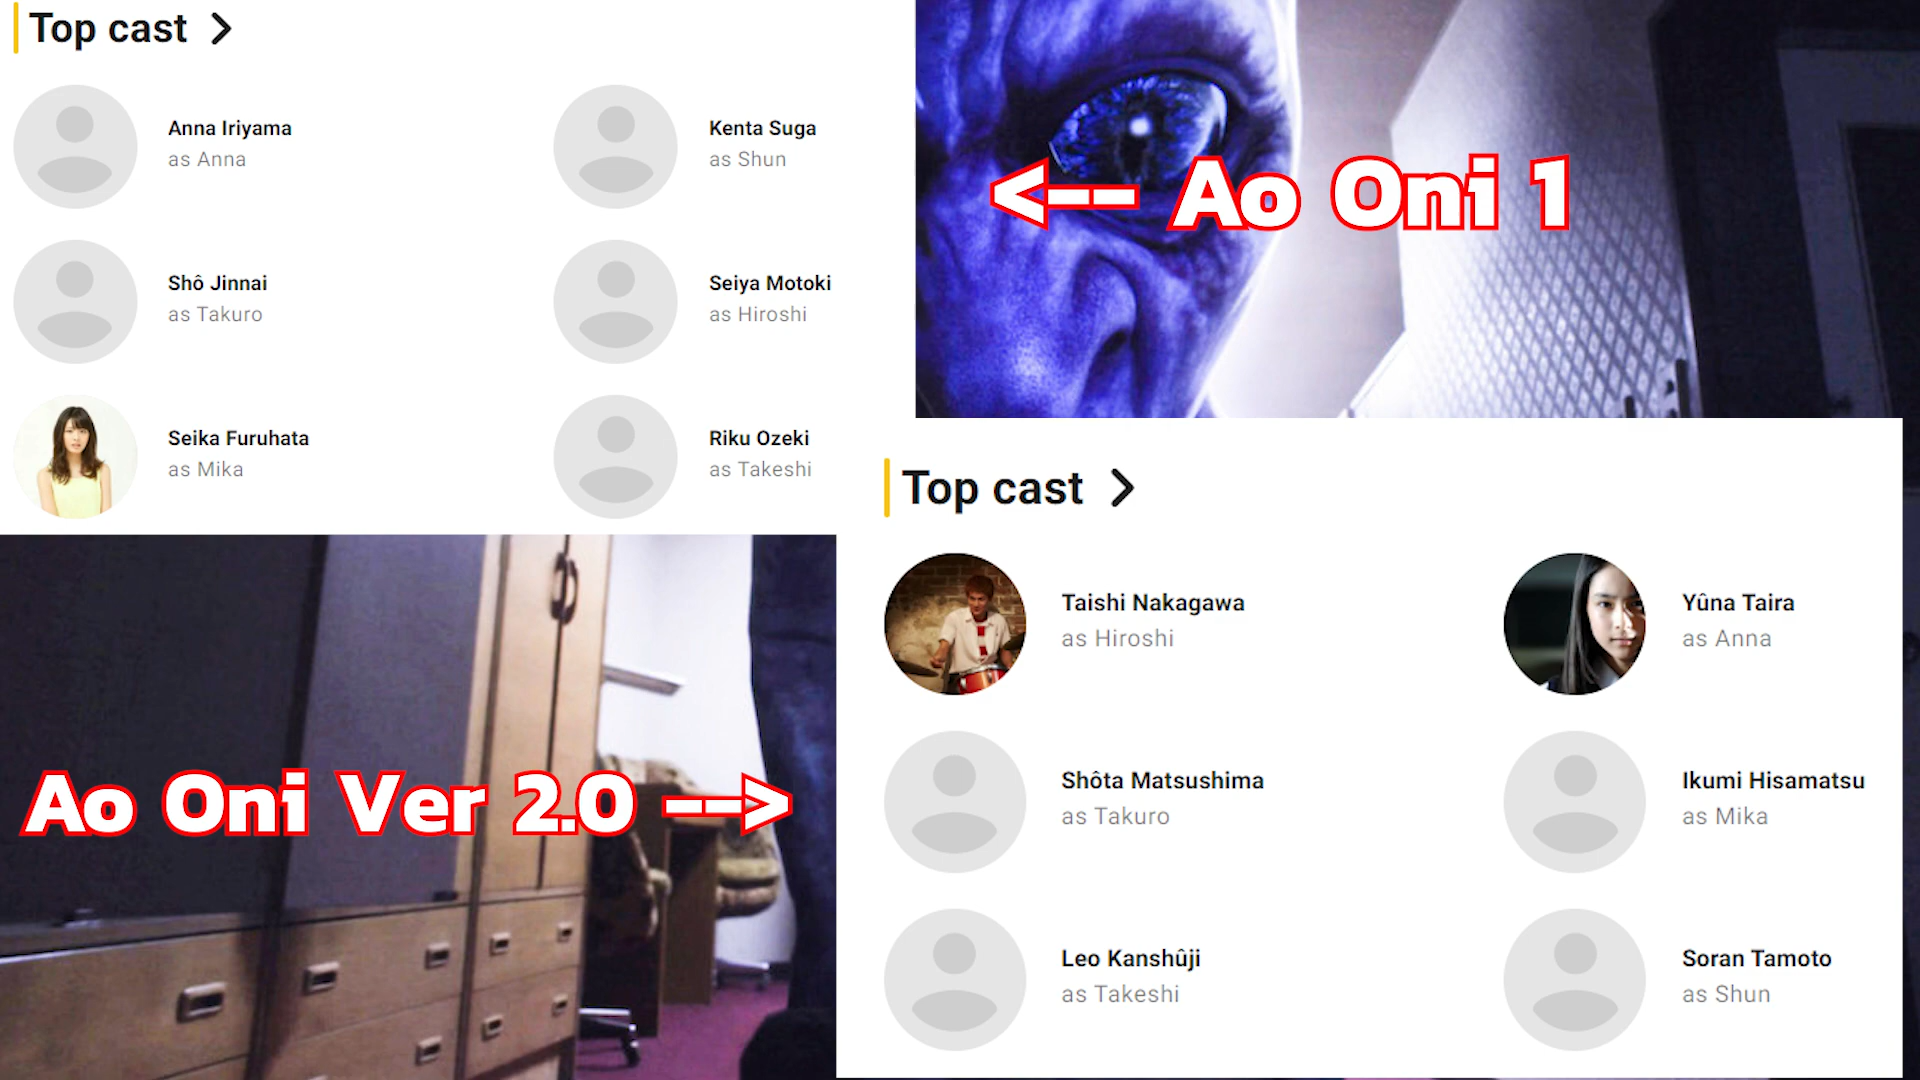 Top cast
Anna Iriyama
as Anna
Kenta Suga
as Shun
Shô Jinnai
as Takuro
Seiya Motoki
as Hiroshi
Seika Furuhata
as Mika
Riku Ozeki
as Takeshi
<-- Ao Oni 1
Ao Oni Ver 2.0 -->
Top cast
Taishi Nakagawa
as Hiroshi
Yûna Taira
as Anna
Shôta Matsushima
as Takuro
Ikumi Hisamatsu
as Mika
Leo Kanshûji
as Takeshi
Soran Tamoto
as Shun